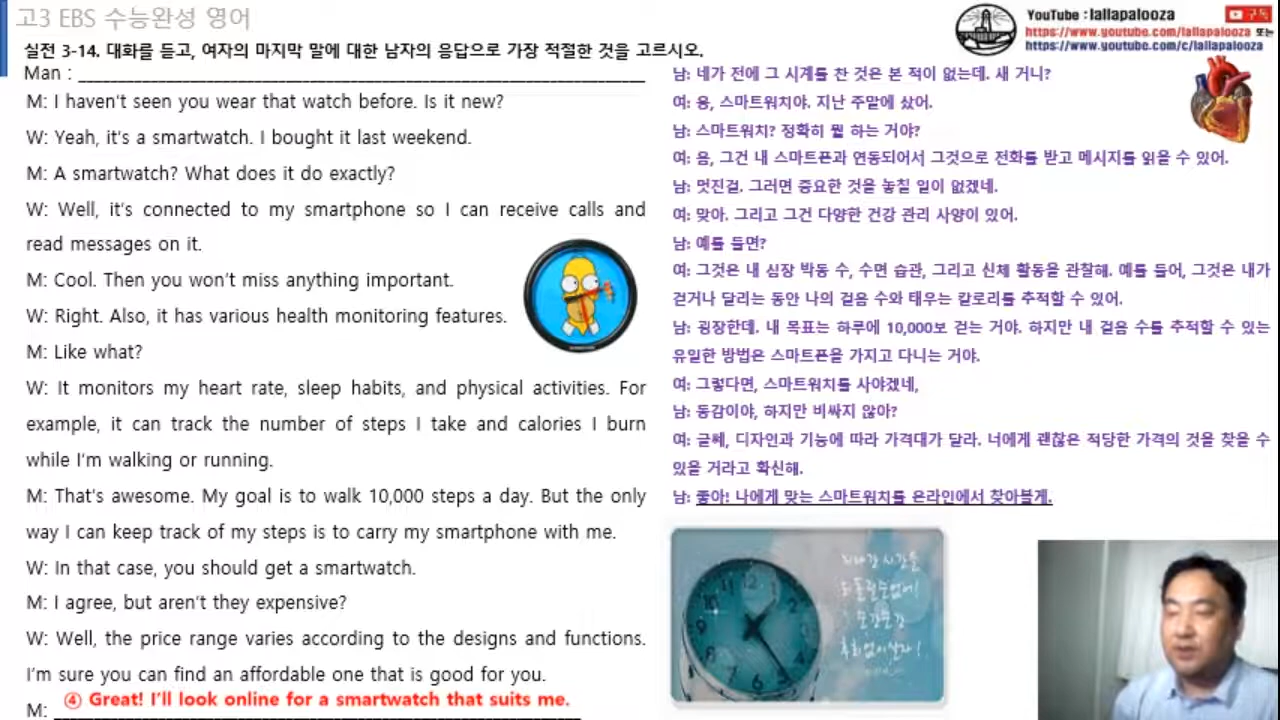 고3 EBS 수능완성 영어
YouTube : lallapalooza
구독
https://www.youtube.com/lallapalooza 또는
https://www.youtube.com/c/lallapalooza
실전 3-14. 대화를 듣고, 여자의 마지막 말에 대한 남자의 응답으로 가장 적절한 것을 고르시오.
Man :
M: I haven't seen you wear that watch before. Is it new?
W: Yeah, it's a smartwatch. I bought it last weekend.
M: A smartwatch? What does it do exactly?
W: Well, it's connected to my smartphone so I can receive calls and
read messages on it.
M: Cool. Then you won't miss anything important.
W: Right. Also, it has various health monitoring features.
M: Like what?
W: It monitors my heart rate, sleep habits, and physical activities. For
example, it can track the number of steps I take and calories I burn
while I'm walking or running.
M: That's awesome. My goal is to walk 10,000 steps a day. But the only
way I can keep track of my steps is to carry my smartphone with me.
W: In that case, you should get a smartwatch.
M: I agree, but aren't they expensive?
W: Well, the price range varies according to the designs and functions.
I'm sure you can find an affordable one that is good for you.
④ Great! I'll look online for a smartwatch that suits me.
M:
남: 네가 전에 그 시계를 찬 것은 본 적이 없는데. 새 거니?
여: 응, 스마트워치야. 지난 주말에 샀어.
남: 스마트워치? 정확히 뭘 하는 거야?
여: 음, 그건 내 스마트폰과 연동되어서 그것으로 전화를 받고 메시지를 읽을 수 있어.
남: 멋진걸. 그러면 중요한 것을 놓칠 일이 없겠네.
여: 맞아. 그리고 그건 다양한 건강 관리 사양이 있어.
남: 예를 들면?
여: 그것은 내 심장 박동 수, 수면 습관, 그리고 신체 활동을 관찰해. 예를 들어, 그것은 내가
걷거나 달리는 동안 나의 걸음 수와 태우는 칼로리를 추적할 수 있어.
남: 굉장한데. 내 목표는 하루에 10,000보 걷는 거야. 하지만 내 걸음 수를 추적할 수 있는
유일한 방법은 스마트폰을 가지고 다니는 거야.
여: 그렇다면, 스마트워치를 사야겠네,
남: 동감이야, 하지만 비싸지 않아?
여: 글쎄, 디자인과 기능에 따라 가격대가 달라. 너에게 괜찮은 적당한 가격의 것을 찾을 수
있을 거라고 확신해.
남: 좋아! 나에게 맞는 스마트워치를 온라인에서 찾아볼게.
지나간 시간을
되돌릴 수 없어!
순간순간
후회없이 살자!